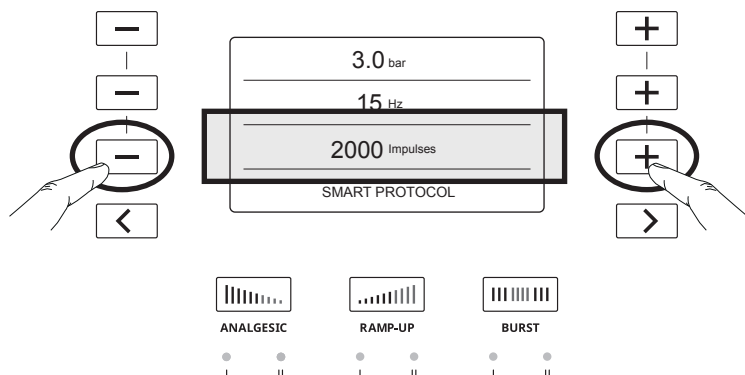 3.0 bar
15 Hz
2000 Impulses
SMART PROTOCOL
ANALGESIC RAMP-UP BURST
I II I II I II